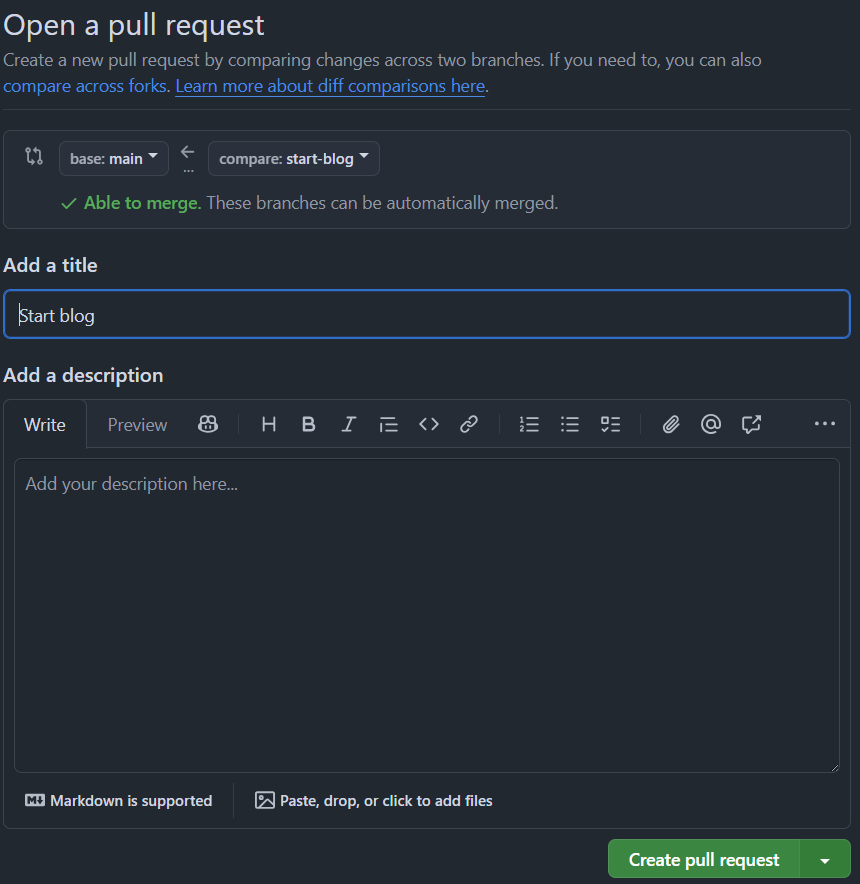 Open a pull request
Create a new pull request by comparing changes across two branches. If you need to, you can also
compare across forks. Learn more about diff comparisons here.
base: main
compare: start-blog
...
Able to merge. These branches can be automatically merged.
Add a title
Start blog
Add a description
Write Preview
Add your description here...
Markdown is supported
Paste, drop, or click to add files
Create pull request